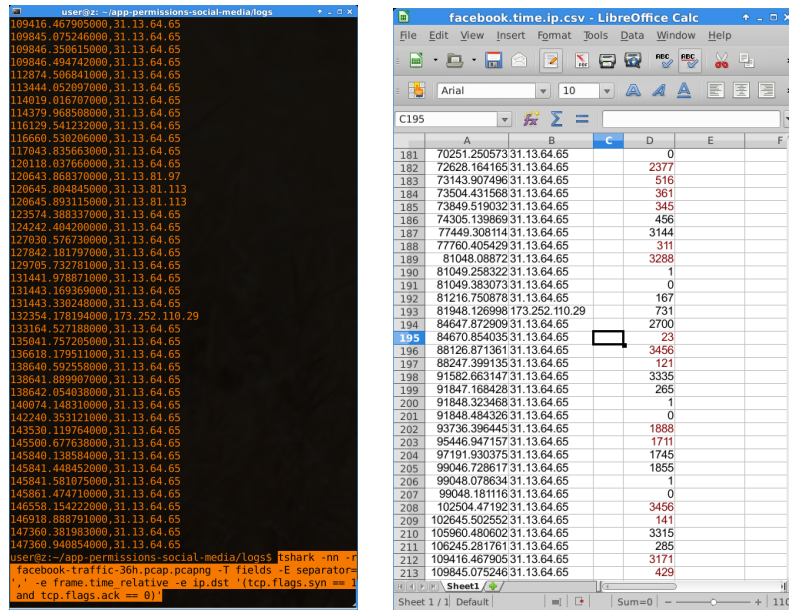 user@z: ~/app-permissions-social-media/logs
109416.467905000,31.13.64.65
109845.075246000,31.13.64.65
109846.350615000,31.13.64.65
109846.494742000,31.13.64.65
112874.506841000,31.13.64.65
113444.052097000,31.13.64.65
114019.016707000,31.13.64.65
114379.968508000,31.13.64.65
116129.541232000,31.13.64.65
116660.530206000,31.13.64.65
117043.835663000,31.13.64.65
120118.037660000,31.13.64.65
120643.868370000,31.13.81.97
120645.804845000,31.13.81.113
120645.893115000,31.13.81.113
123574.388337000,31.13.64.65
124242.404200000,31.13.64.65
127030.576730000,31.13.64.65
127842.181797000,31.13.64.65
129705.732781000,31.13.64.65
131441.978871000,31.13.64.65
131443.169369000,31.13.64.65
131443.330248000,31.13.64.65
132354.178194000,173.252.110.29
133164.527188000,31.13.64.65
135041.757205000,31.13.64.65
136618.179511000,31.13.64.65
138640.592558000,31.13.64.65
138641.889907000,31.13.64.65
138642.054038000,31.13.64.65
140074.148310000,31.13.64.65
142240.353121000,31.13.64.65
143530.119764000,31.13.64.65
145500.677638000,31.13.64.65
145840.138584000,31.13.64.65
145841.448452000,31.13.64.65
145841.581075000,31.13.64.65
145861.474710000,31.13.64.65
146558.154222000,31.13.64.65
146918.888791000,31.13.64.65
147360.381983000,31.13.64.65
147360.940854000,31.13.64.65
user@z:~/app-permissions-social-media/logs$ tshark -nn -r
facebook-traffic-36h.pcap.pcapng -T fields -E separator=
',' -e frame.time_relative -e ip.dst '(tcp.flags.syn == 1
and tcp.flags.ack == 0)'
facebook.time.ip.csv - LibreOffice Calc
File Edit View Insert Format Tools Data Window Help
ABC ABC
Arial 10 A A A
C195
A B C D E F
181 70251.250573 31.13.64.65 0
182 72628.164165 31.13.64.65 2377
183 73143.907496 31.13.64.65 516
184 73504.431568 31.13.64.65 361
185 73849.519032 31.13.64.65 345
186 74305.139869 31.13.64.65 456
187 77449.308114 31.13.64.65 3144
188 77760.405429 31.13.64.65 311
189 81048.08872 31.13.64.65 3288
190 81049.258322 31.13.64.65 1
191 81049.383073 31.13.64.65 0
192 81216.750878 31.13.64.65 167
193 81948.126998 173.252.110.29 731
194 84647.872909 31.13.64.65 2700
195 84670.854035 31.13.64.65 23
196 88126.871361 31.13.64.65 3456
197 88247.399135 31.13.64.65 121
198 91582.663147 31.13.64.65 3335
199 91847.168428 31.13.64.65 265
200 91848.323468 31.13.64.65 1
201 91848.484326 31.13.64.65 0
202 93736.396445 31.13.64.65 1888
203 95446.947157 31.13.64.65 1711
204 97191.930375 31.13.64.65 1745
205 99046.728617 31.13.64.65 1855
206 99048.078634 31.13.64.65 1
207 99048.181116 31.13.64.65 0
208 102504.47192 31.13.64.65 3456
209 102645.502552 31.13.64.65 141
210 105960.480602 31.13.64.65 3315
211 106245.281761 31.13.64.65 285
212 109416.467905 31.13.64.65 3171
213 109845.075246 31.13.64.65 429
Sheet1
Sheet 1 / 1 Default Sum=0 110